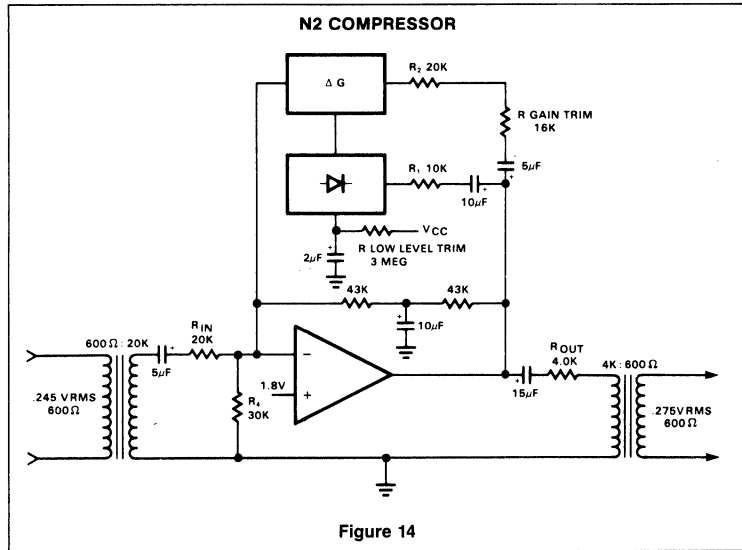 N2 COMPRESSOR
R₂ 20K
Δ G
R GAIN TRIM
16K
5μF
+
R₁ 10K
+
10μF
VCC
+
2μF
R LOW LEVEL TRIM
3 MEG
43K
43K
+
10μF
600Ω : 20K
+
5μF
RIN
20K
−
1.8V
+
R₄
30K
.245 VRMS
600Ω
+
15μF
ROUT
4.0K
4K : 600Ω
.275VRMS
600Ω
Figure 14